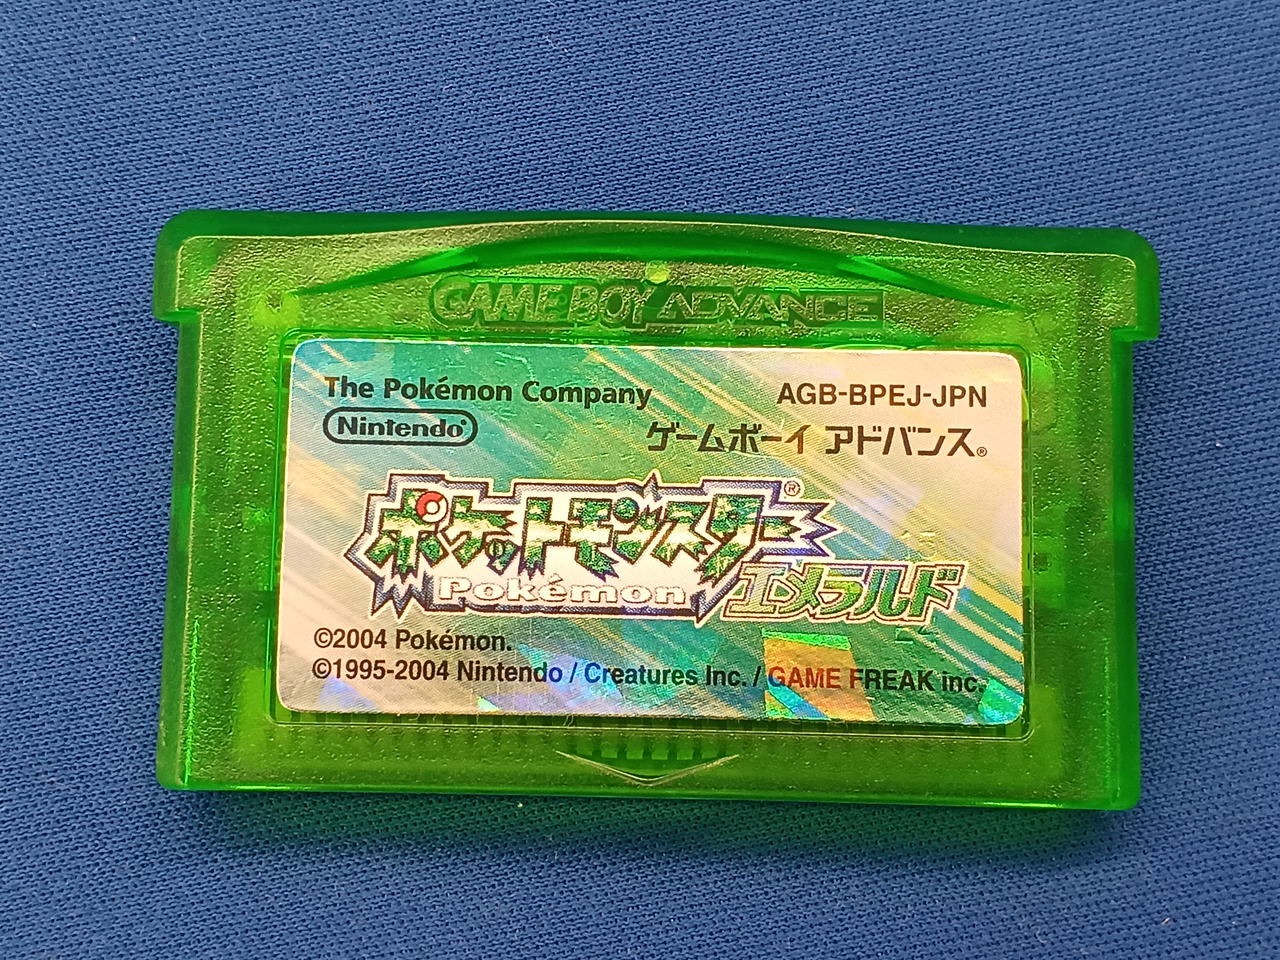 GAME BOY ADVANCE
The Pokémon Company
AGB-BPEJ-JPN
Nintendo®
ゲームボーイ アドバンス®
ポケットモンスター®
Pokémon
エメラルド
©2004 Pokémon.
©1995-2004 Nintendo / Creatures Inc. / GAME FREAK inc.